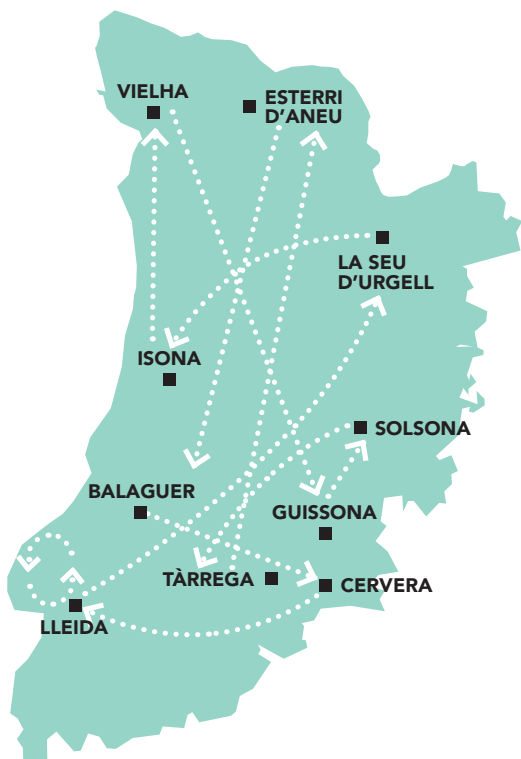 VIELHA
ESTERRI
D'ANEU
LA SEU
D'URGELL
ISONA
SOLSONA
BALAGUER
GUISSONA
TÀRREGA
CERVERA
LLEIDA